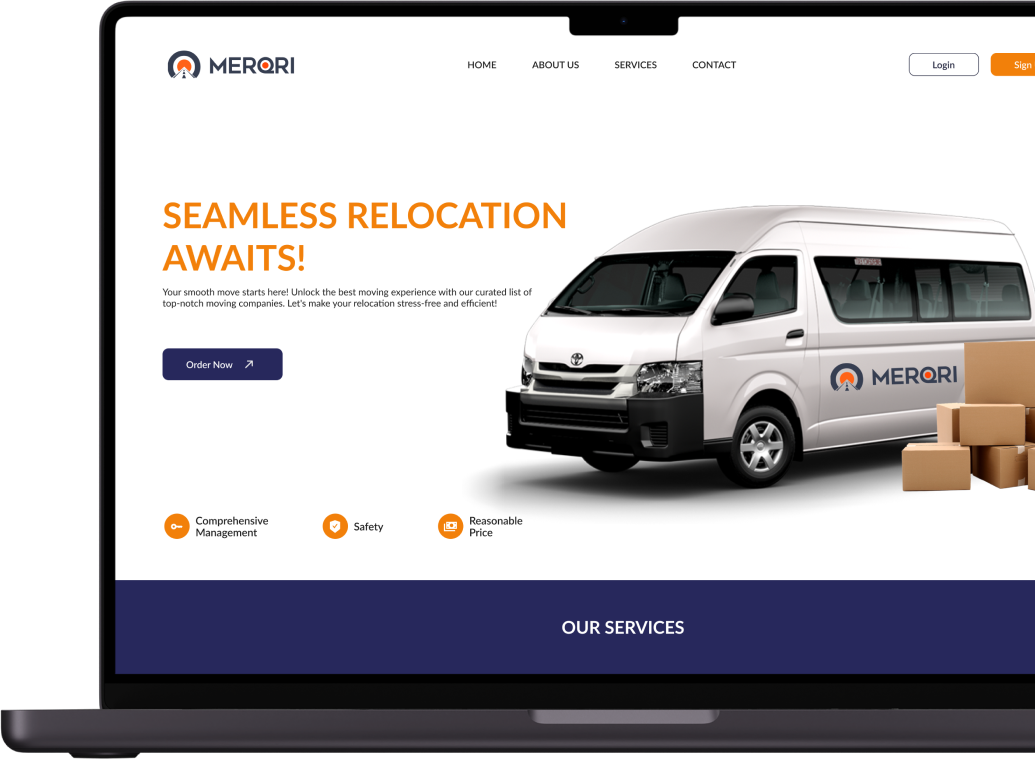 MERQRI
HOME
ABOUT US
SERVICES
CONTACT
Login
Sign
SEAMLESS RELOCATION
AWAITS!
Your smooth move starts here! Unlock the best moving experience with our curated list of
top-notch moving companies. Let's make your relocation stress-free and efficient!
Order Now
MERQRI
Comprehensive
Management
Safety
Reasonable
Price
OUR SERVICES